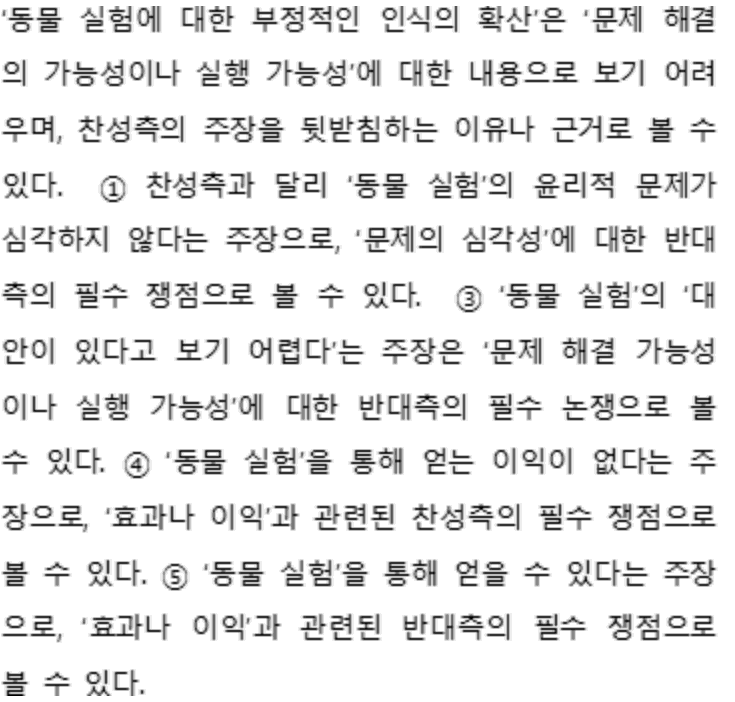 ‘동물 실험에 대한 부정적인 인식의 확산’은 ‘문제 해결
의 가능성이나 실행 가능성’에 대한 내용으로 보기 어려
우며, 찬성측의 주장을 뒷받침하는 이유나 근거로 볼 수
있다. ① 찬성측과 달리 ‘동물 실험’의 윤리적 문제가
심각하지 않다는 주장으로, ‘문제의 심각성’에 대한 반대
측의 필수 쟁점으로 볼 수 있다. ③ ‘동물 실험’의 ‘대
안이 있다고 보기 어렵다’는 주장은 ‘문제 해결 가능성
이나 실행 가능성’에 대한 반대측의 필수 논쟁으로 볼
수 있다. ④ ‘동물 실험’을 통해 얻는 이익이 없다는 주
장으로, ‘효과나 이익’과 관련된 찬성측의 필수 쟁점으로
볼 수 있다. ⑤ ‘동물 실험’을 통해 얻을 수 있다는 주장
으로, ‘효과나 이익’과 관련된 반대측의 필수 쟁점으로
볼 수 있다.